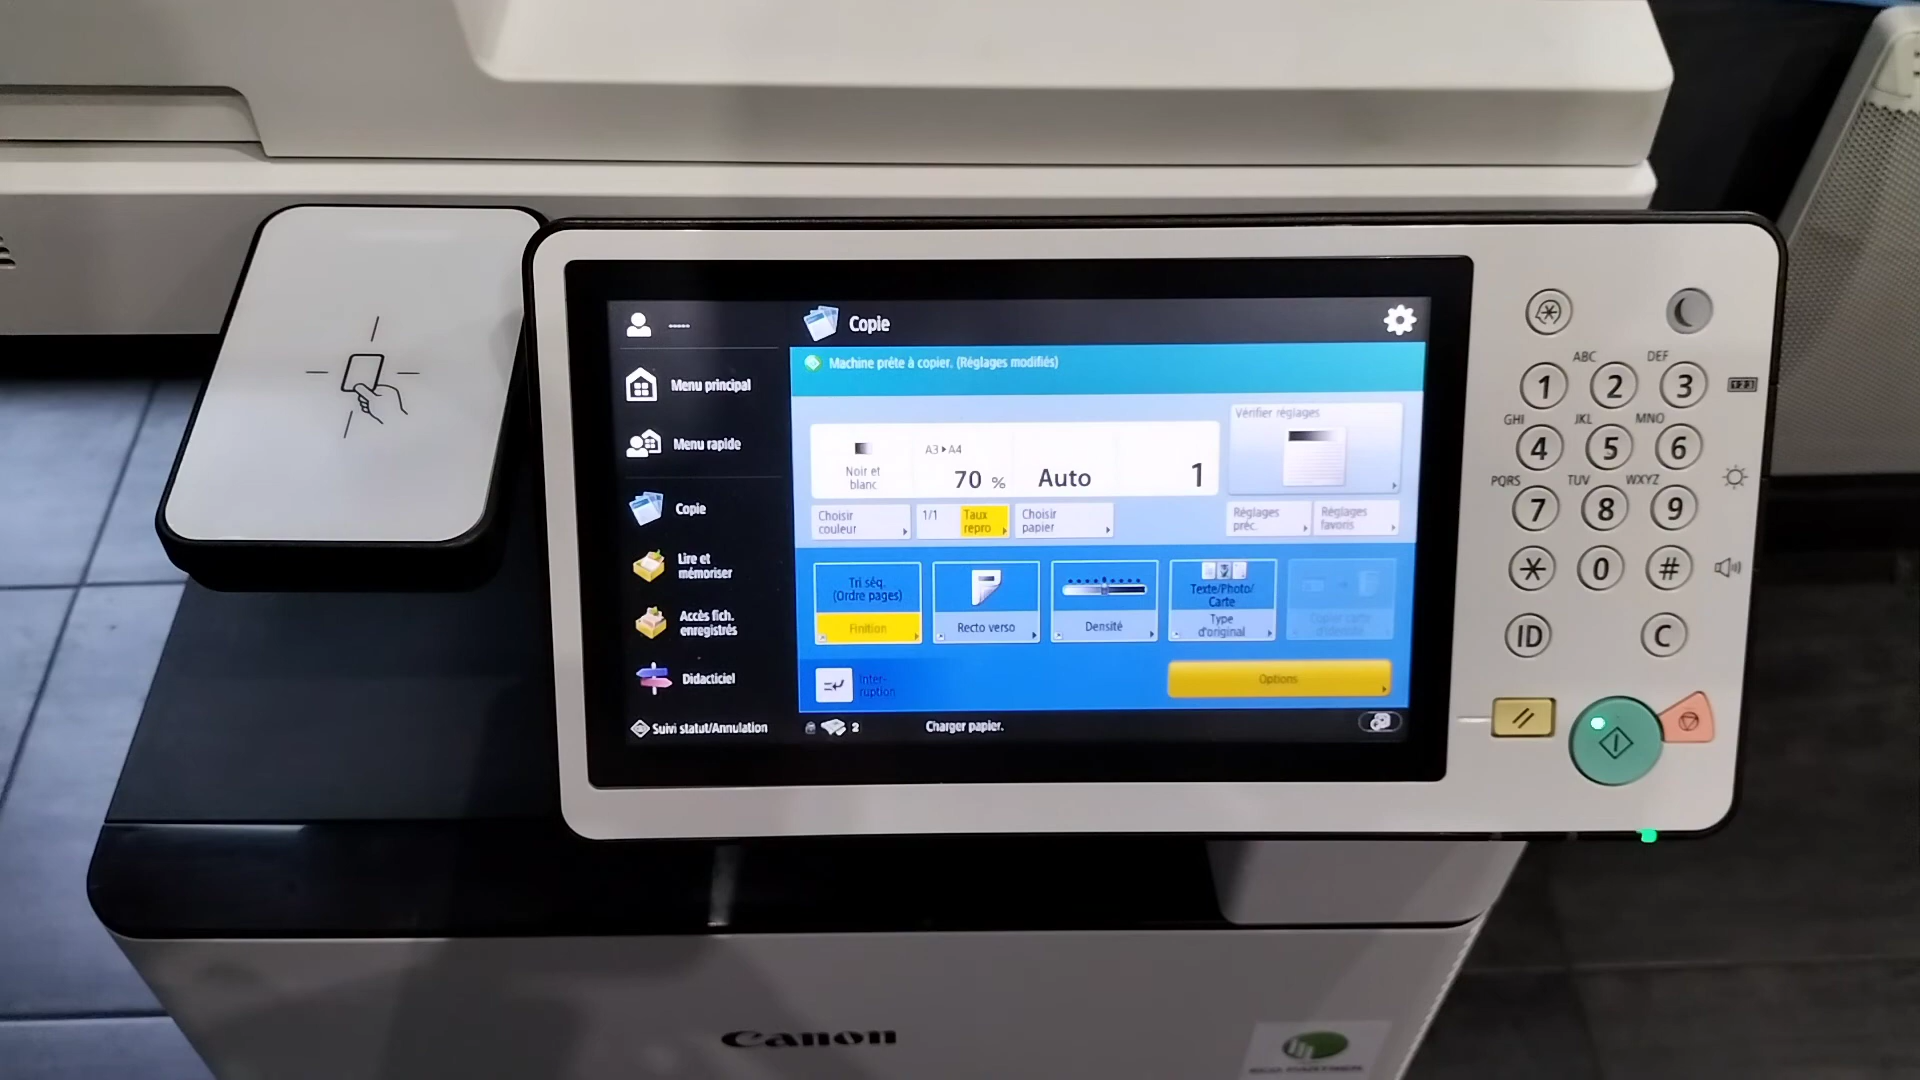 -----
Copie
Machine prête à copier. (Réglages modifiés)
Menu principal
Menu rapide
Copie
Lire et
mémoriser
Accès fich.
enregistrés
Didacticiel
Suivi statut/Annulation
Noir et
blanc
A3▶A4
70 %
Auto
1
Vérifier réglages
Choisir
couleur
1/1
Taux
repro
Choisir
papier
Réglages
préc.
Réglages
favoris
Tri séq.
(Ordre pages)
Finition
Recto verso
Densité
Texte/Photo/
Carte
Type
d'original
Copier carte
d'identité
Inter-
ruption
Options
2
Charger papier.
ABC
DEF
1
2
3
123
GHI
JKL
MNO
4
5
6
PQRS
TUV
WXYZ
7
8
9
*
0
#
ID
C
Canon